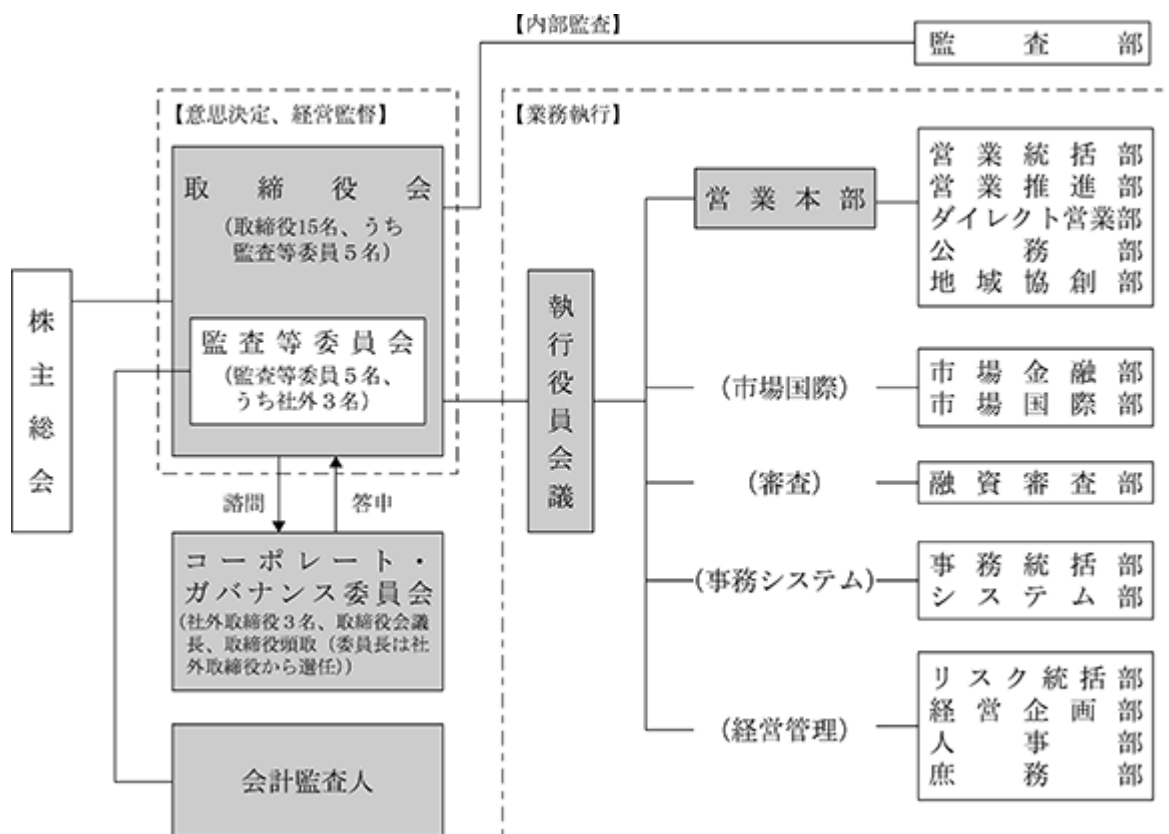 【内部監査】
監査部
【意思決定、経営監督】
【業務執行】
取締役会
(取締役15名、うち
監査等委員5名)
監査等委員会
(監査等委員5名、
うち社外3名)
株主総会
諮問
答申
コーポレート・
ガバナンス委員会
(社外取締役3名、取締役会議
長、取締役頭取(委員長は社
外取締役から選任))
会計監査人
執行役員会議
営業本部
営業統括部
営業推進部
ダイレクト営業部
公務部
地域協創部
(市場国際)
市場金融部
市場国際部
(審査)
融資審査部
(事務システム)
事務統括部
システム部
(経営管理)
リスク統括部
経営企画部
人事部
庶務部